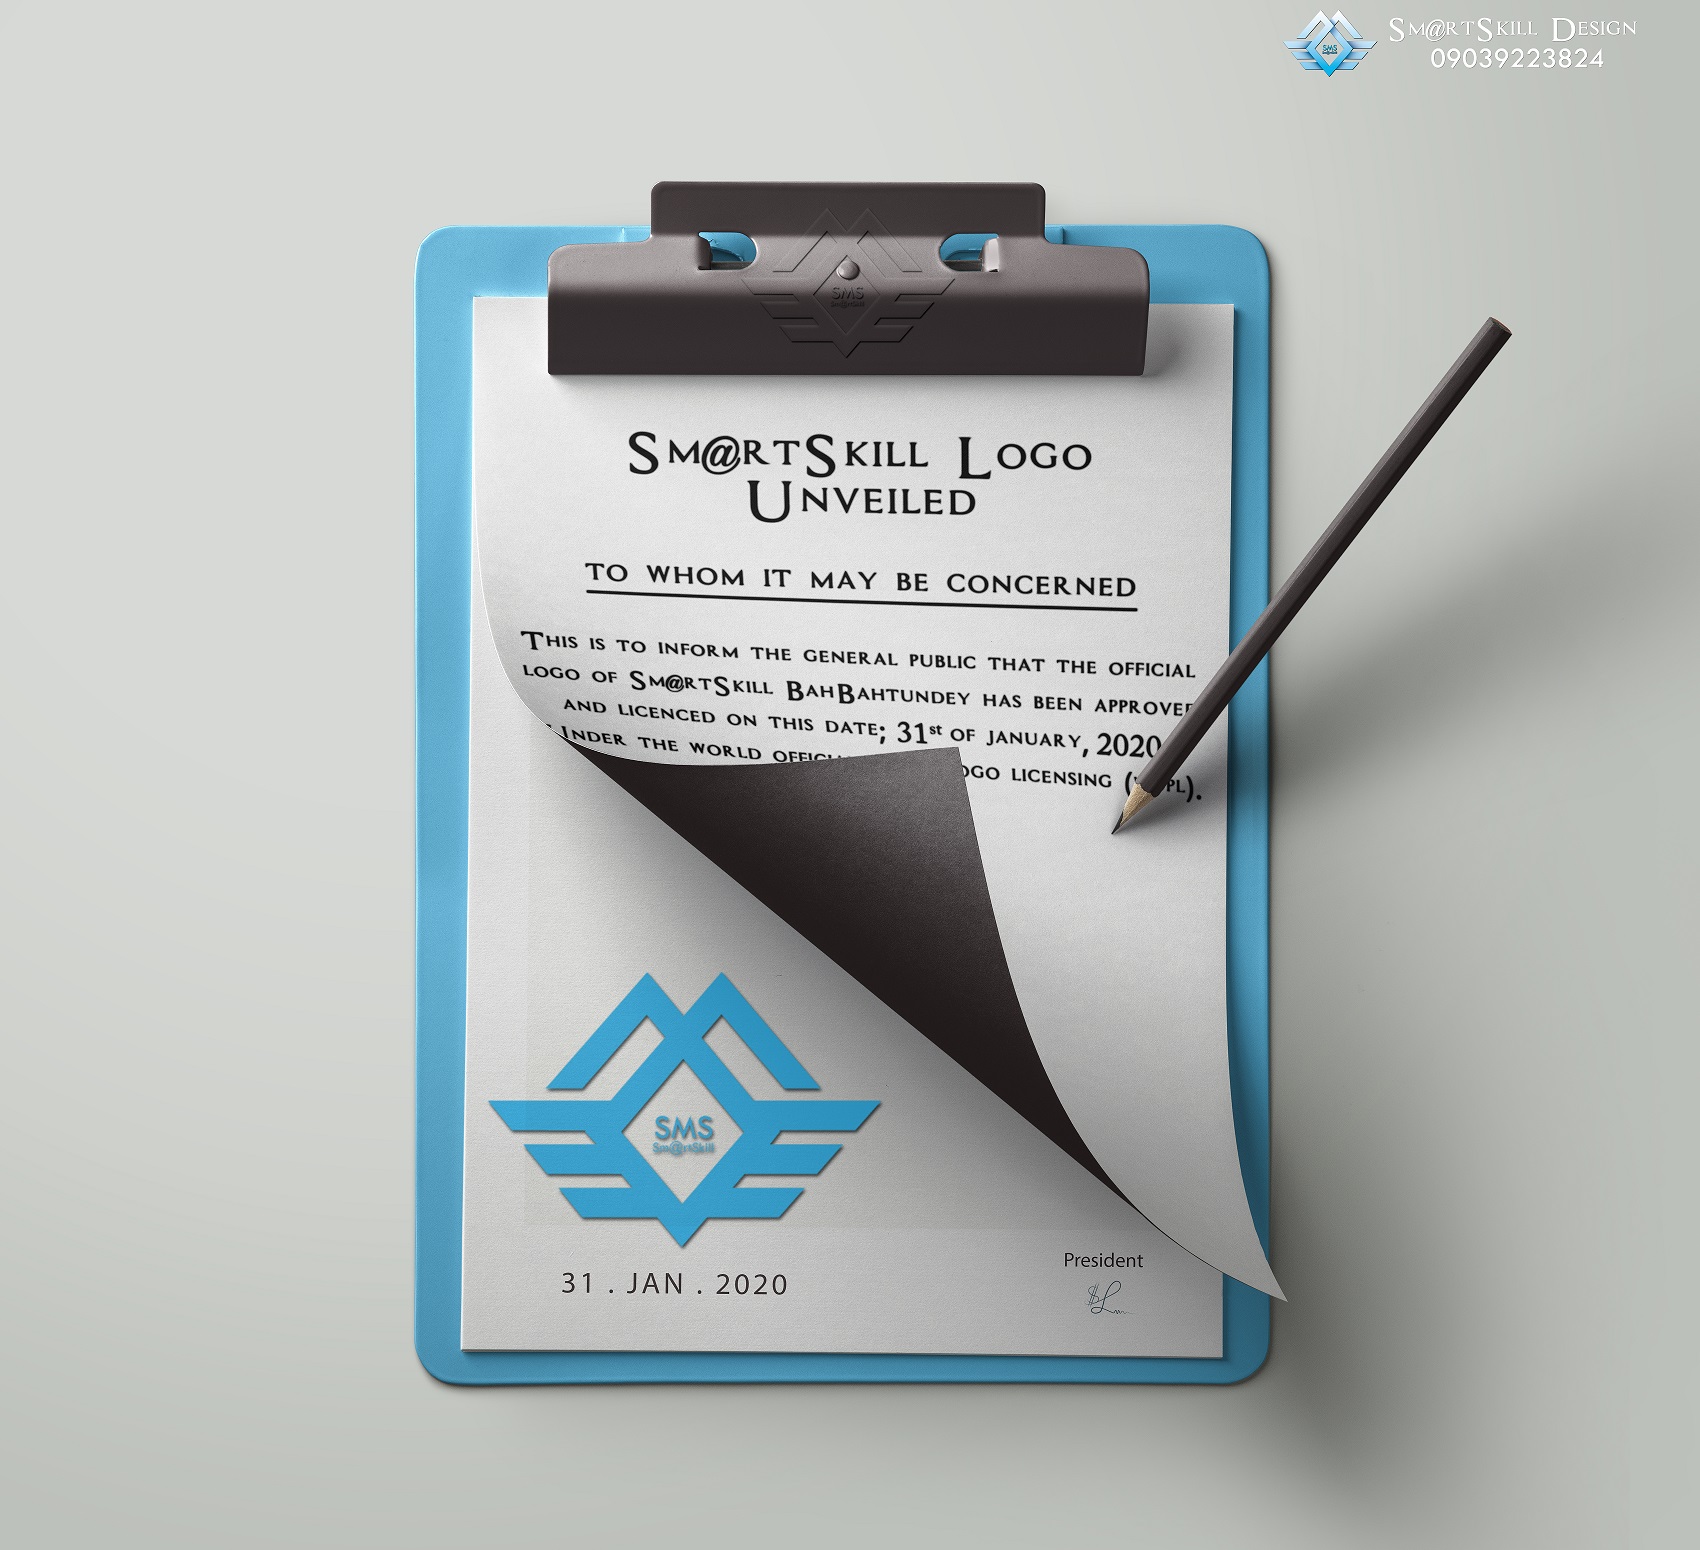 Sm@rtSkill Design
09039223824
SMS
Sm@rtSkill Logo
Unveiled
TO WHOM IT MAY BE CONCERNED
This is to inform the general public that the official
logo of Sm@rtSkill BahBahtundey has been approved
and licenced on this date; 31st of January, 2020
Under the world ogo licensing ( pl).
SMS
Sm@rtSkill
31 . JAN . 2020
President